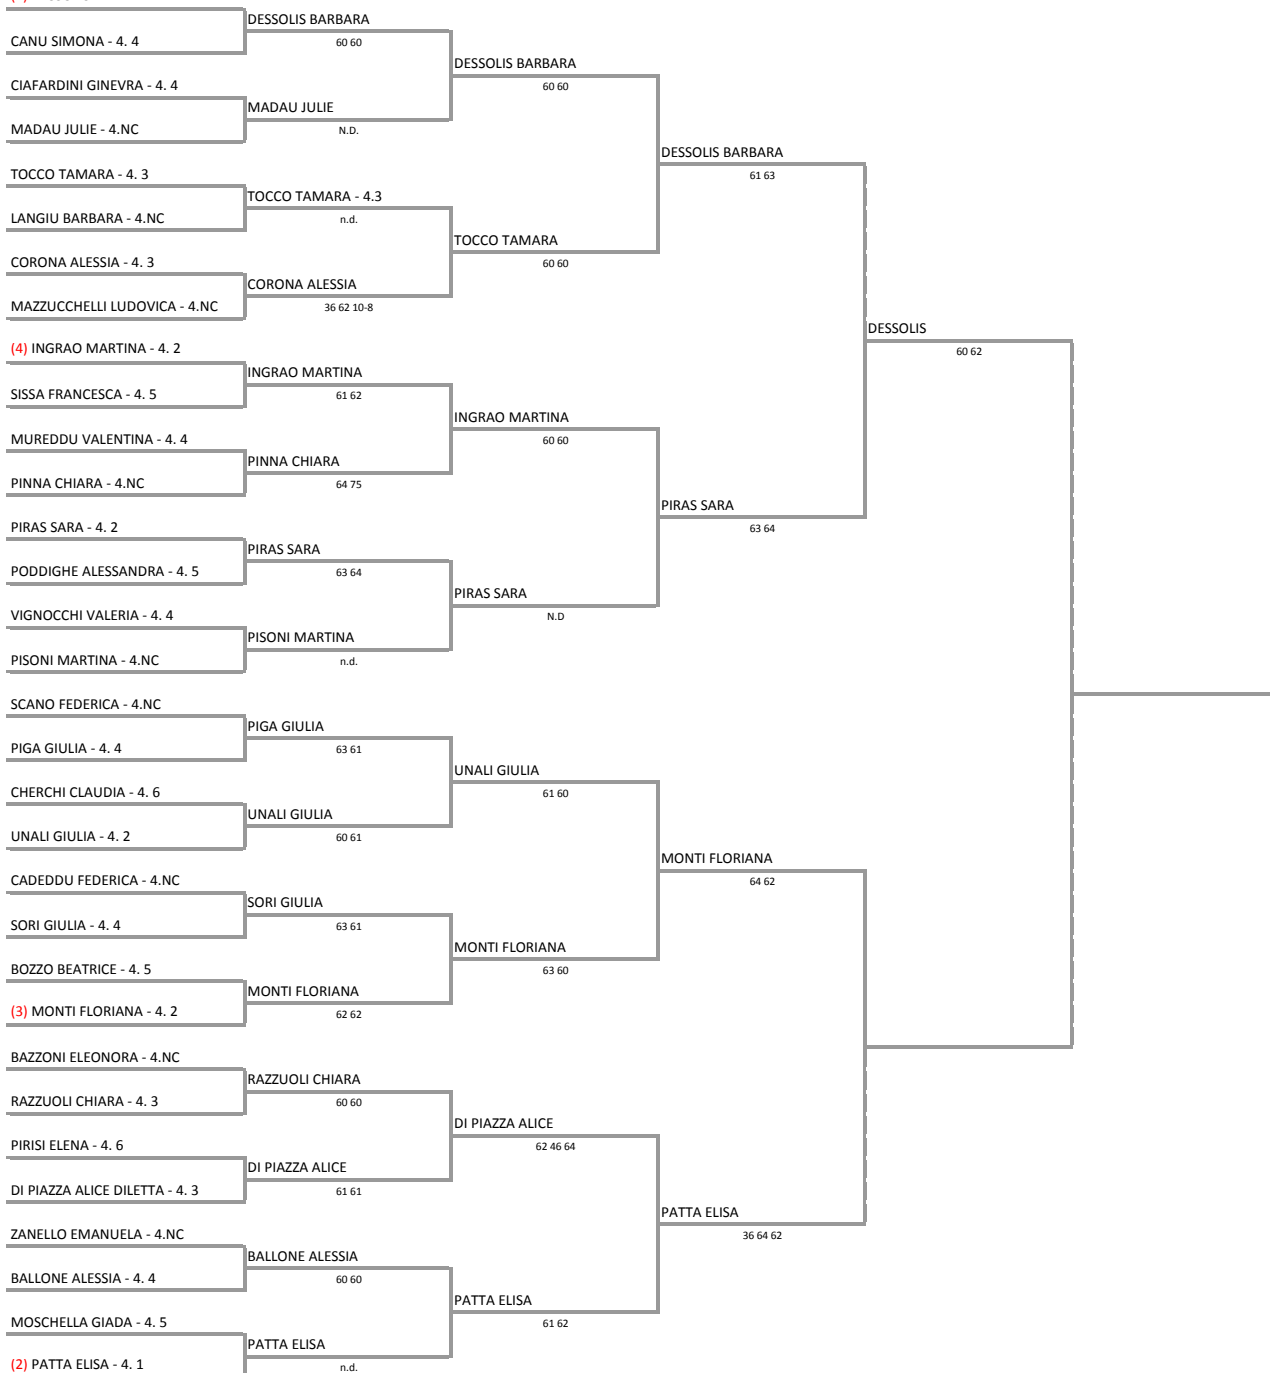 CANU SIMONA - 4. 4
CIAFARDINI GINEVRA - 4. 4
MADAU JULIE - 4.NC
TOCCO TAMARA - 4. 3
LANGIU BARBARA - 4.NC
CORONA ALESSIA - 4. 3
MAZZUCCHELLI LUDOVICA - 4.NC
(4) INGRAO MARTINA - 4. 2
SISSA FRANCESCA - 4. 5
MUREDDU VALENTINA - 4. 4
PINNA CHIARA - 4.NC
PIRAS SARA - 4. 2
PODDIGHE ALESSANDRA - 4. 5
VIGNOCCHI VALERIA - 4. 4
PISONI MARTINA - 4.NC
SCANO FEDERICA - 4.NC
PIGA GIULIA - 4. 4
CHERCHI CLAUDIA - 4. 6
UNALI GIULIA - 4. 2
CADEDDU FEDERICA - 4.NC
SORI GIULIA - 4. 4
BOZZO BEATRICE - 4. 5
(3) MONTI FLORIANA - 4. 2
BAZZONI ELEONORA - 4.NC
RAZZUOLI CHIARA - 4. 3
PIRISI ELENA - 4. 6
DI PIAZZA ALICE DILETTA - 4. 3
ZANELLO EMANUELA - 4.NC
BALLONE ALESSIA - 4. 4
MOSCHELLA GIADA - 4. 5
(2) PATTA ELISA - 4. 1
DESSOLIS BARBARA
60 60
MADAU JULIE
N.D.
TOCCO TAMARA - 4.3
n.d.
CORONA ALESSIA
36 62 10-8
INGRAO MARTINA
61 62
PINNA CHIARA
64 75
PIRAS SARA
63 64
PISONI MARTINA
n.d.
PIGA GIULIA
63 61
UNALI GIULIA
60 61
SORI GIULIA
63 61
MONTI FLORIANA
62 62
RAZZUOLI CHIARA
60 60
DI PIAZZA ALICE
61 61
BALLONE ALESSIA
60 60
PATTA ELISA
n.d.
DESSOLIS BARBARA
60 60
TOCCO TAMARA
60 60
INGRAO MARTINA
60 60
PIRAS SARA
N.D
UNALI GIULIA
61 60
MONTI FLORIANA
63 60
DI PIAZZA ALICE
62 46 64
PATTA ELISA
61 62
DESSOLIS BARBARA
61 63
PIRAS SARA
63 64
MONTI FLORIANA
64 62
PATTA ELISA
36 64 62
DESSOLIS
60 62